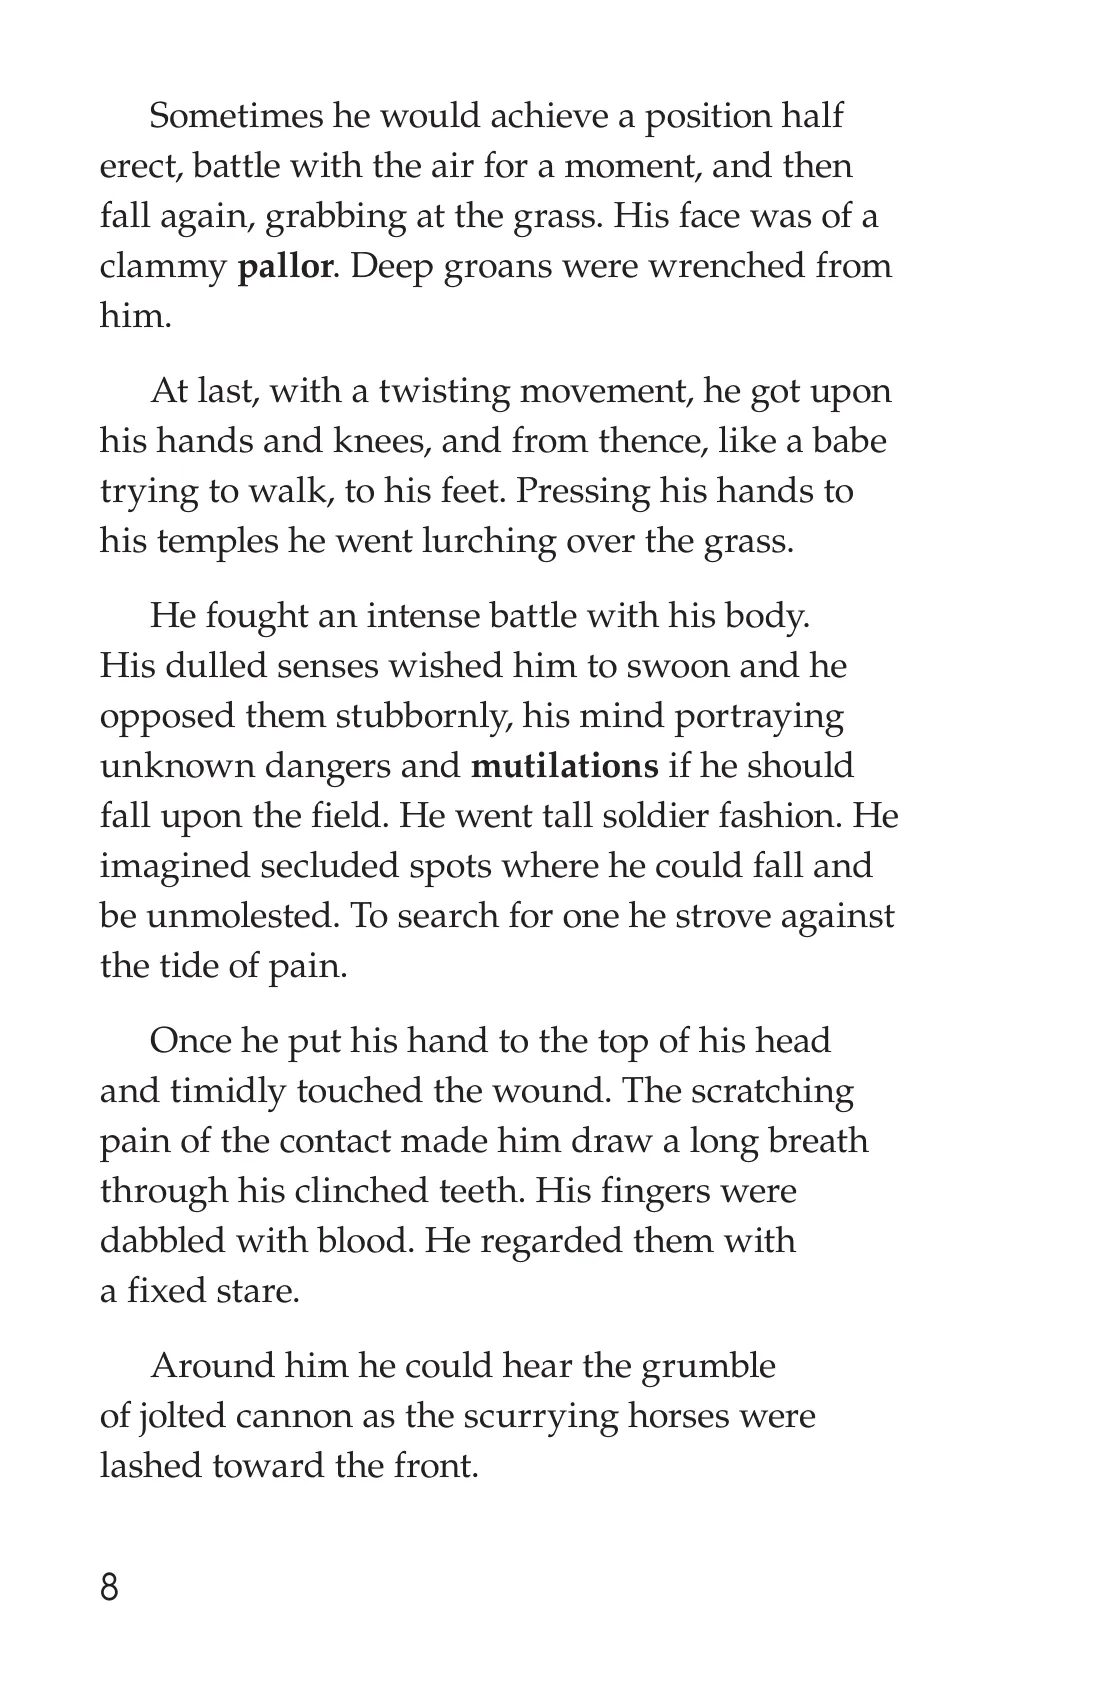 Sometimes he would achieve a position half
erect, battle with the air for a moment, and then
fall again, grabbing at the grass. His face was of a
clammy pallor. Deep groans were wrenched from
him.
At last, with a twisting movement, he got upon
his hands and knees, and from thence, like a babe
trying to walk, to his feet. Pressing his hands to
his temples he went lurching over the grass.
He fought an intense battle with his body.
His dulled senses wished him to swoon and he
opposed them stubbornly, his mind portraying
unknown dangers and mutilations if he should
fall upon the field. He went tall soldier fashion. He
imagined secluded spots where he could fall and
be unmolested. To search for one he strove against
the tide of pain.
Once he put his hand to the top of his head
and timidly touched the wound. The scratching
pain of the contact made him draw a long breath
through his clinched teeth. His fingers were
dabbled with blood. He regarded them with
a fixed stare.
Around him he could hear the grumble
of jolted cannon as the scurrying horses were
lashed toward the front.
8